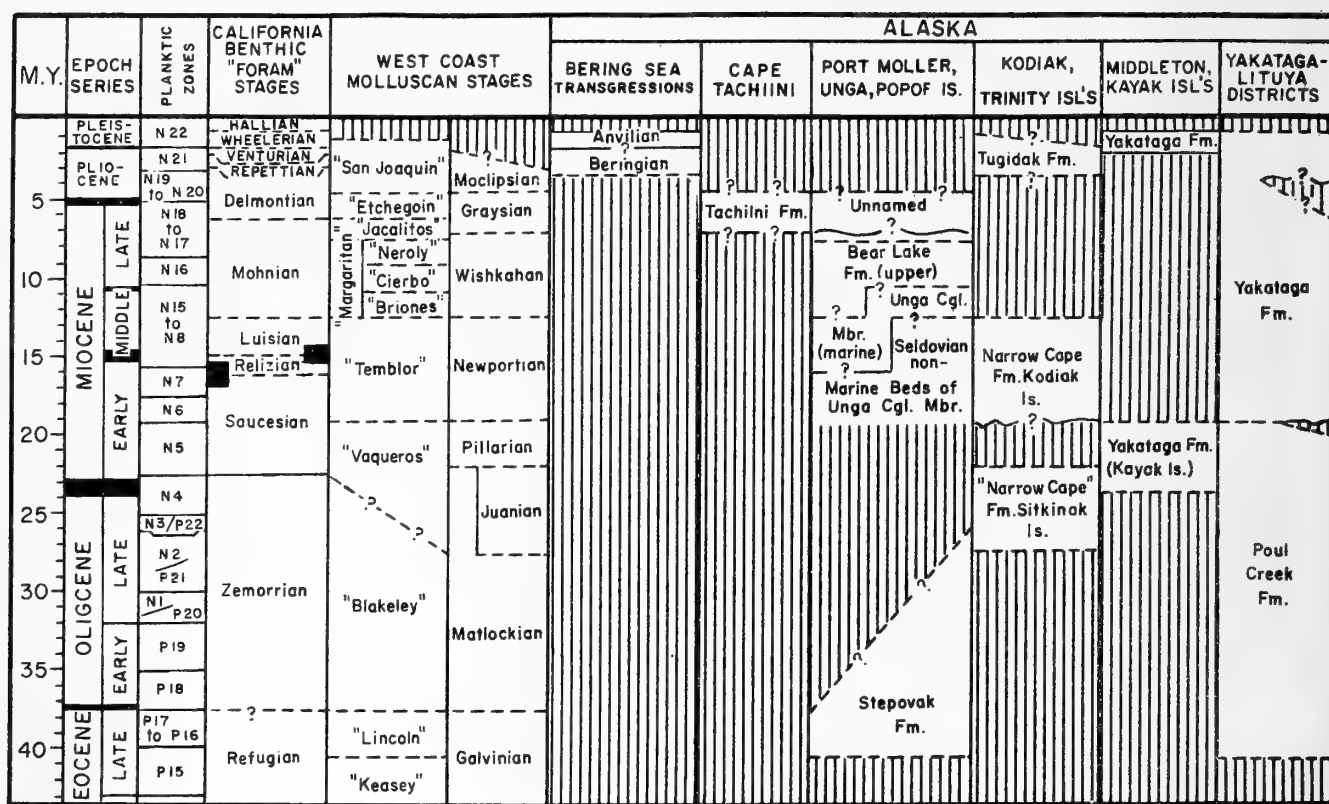 ALASKA
M.Y.
EPOCH
SERIES
PLANKTIC
ZONES
CALIFORNIA
BENTHIC
"FORAM"
STAGES
WEST COAST
MOLLUSCAN STAGES
BERING SEA
TRANSGRESSIONS
CAPE
TACHIINI
PORT MOLLER,
UNGA, POPOF IS.
KODIAK,
TRINITY ISL'S
MIDDLETON,
KAYAK ISL'S
YAKATAGA-
LITUYA
DISTRICTS
5
10
15
20
25
30
35
40
PLEIS-
TOCENE
PLIO-
CENE
MIOCENE
LATE
MIDDLE
EARLY
OLIGCENE
LATE
EARLY
EOCENE
LATE
N 22
N 21
N19
to N 20
N 18
to
N 17
N 16
N15
to
N8
N 7
N 6
N5
N4
N3/P22
N2
P21
N1
P20
P19
P18
P17
to P16
P15
HALLIAN
WHEELERIAN
VENTURIAN
REPETTIAN
Delmontian
Mohnian
Luisian
Relizian
Saucesian
Zemorrian
?
Refugian
"San Joaquin"
"Etchegoin"
"Jacalitos"
"Margaritan"
"Neroly"
"Cierbo"
"Briones"
"Temblor"
"Vaqueros"
?
?
"Blakeley"
"Lincoln"
"Keasey"
?
Moclipsian
Graysian
Wishkahan
Newportian
Pillarian
Juanian
Matlockian
Galvinian
Anvilian
?
Beringian
? ?
Tachilni Fm.
? ?
? ?
Unnamed
?
Bear Lake
Fm. (upper)
?
Unga Cgl.
? ?
Mbr.
(marine)
Seldovian
non-
?
Marine Beds of
Unga Cgl. Mbr.
?
?
Stepovak
Fm.
?
Tugidak Fm.
?
Narrow Cape
Fm. Kodiak
Is.
?
"Narrow Cape"
Fm. Sitkinak
Is.
Yakataga Fm.
Yakataga Fm.
(Kayak Is.)
?
?
Yakataga
Fm.
Poul
Creek
Fm.